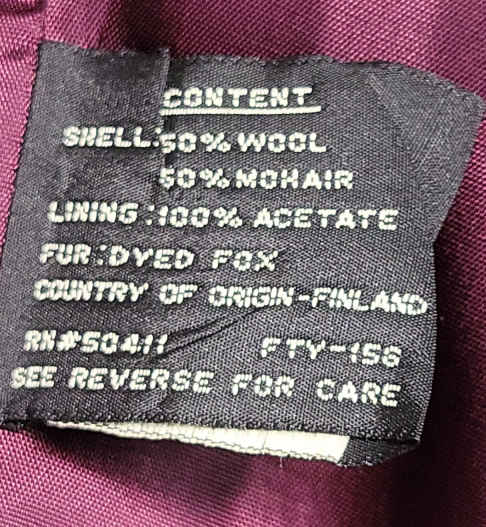 CONTENT
SHELL:50% WOOL
50% MOHAIR
LINING:100% ACETATE
FUR:DYED FOX
COUNTRY OF ORIGIN-FINLAND
RN#50411 FTY-156
SEE REVERSE FOR CARE